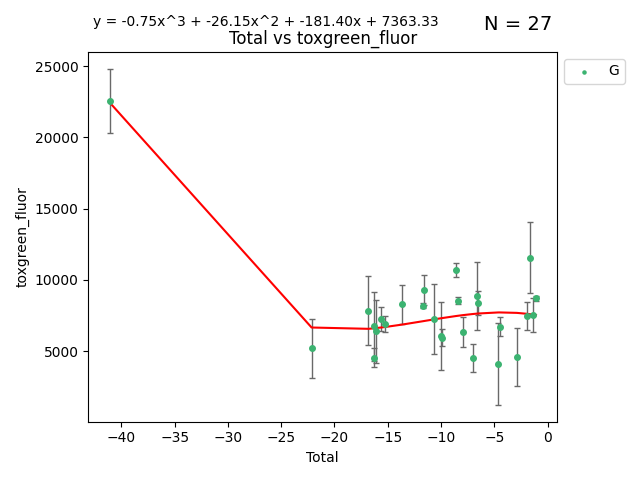 y = -0.75x^3 + -26.15x^2 + -181.40x + 7363.33
N = 27
Total vs toxgreen_fluor
G
25000
20000
15000
10000
5000
toxgreen_fluor
−40 −35 −30 −25 −20 −15 −10 −5 0
Total